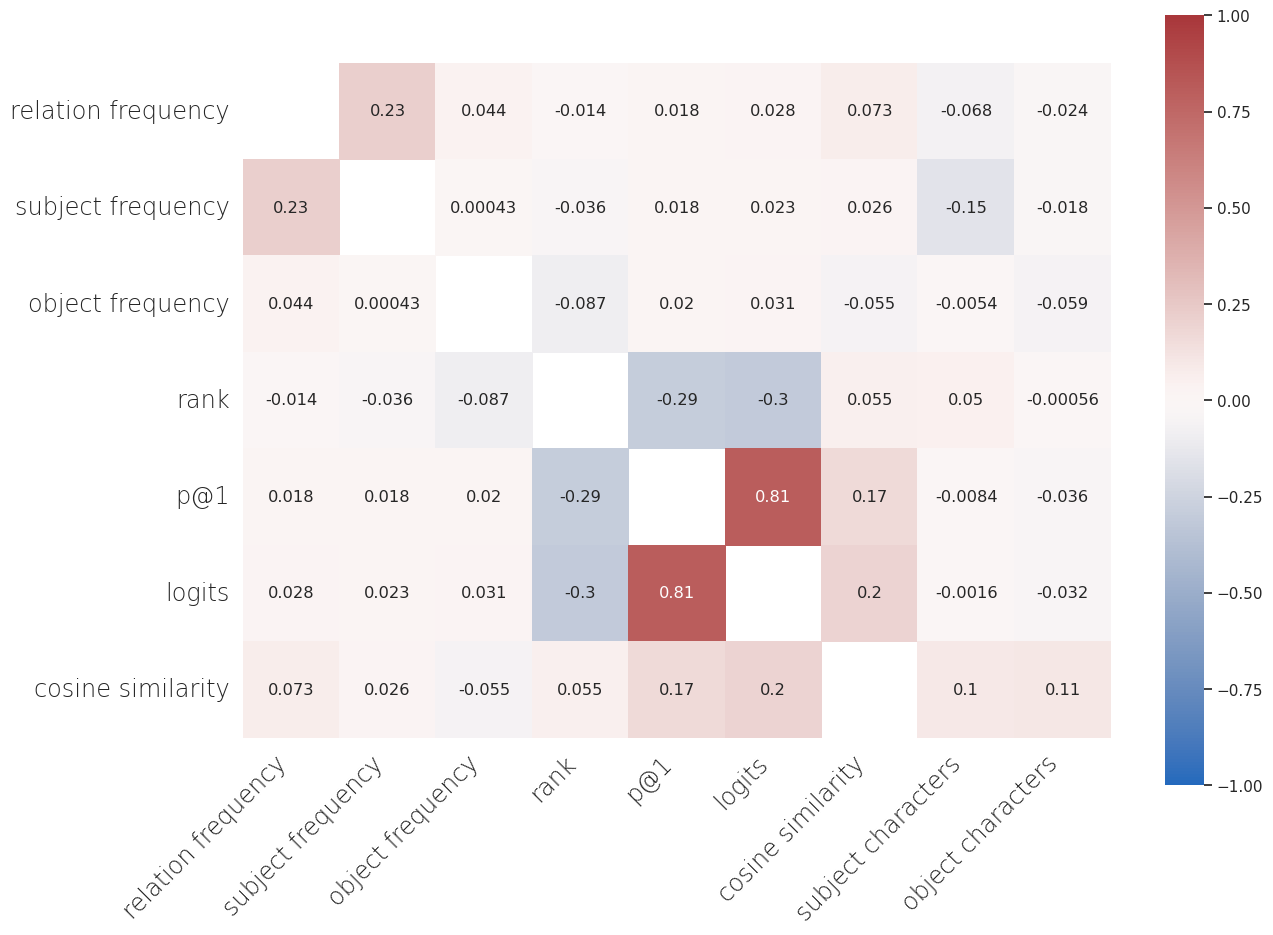 1.00
relation frequency 0.23 0.044 -0.014 0.018 0.028 0.073 -0.068 -0.024
0.75
subject frequency 0.23 0.00043 -0.036 0.018 0.023 0.026 -0.15 -0.018
0.50
object frequency 0.044 0.00043 -0.087 0.02 0.031 -0.055 -0.0054 -0.059
0.25
rank -0.014 -0.036 -0.087 -0.29 -0.3 0.055 0.05 -0.00056
0.00
p@1 0.018 0.018 0.02 -0.29 0.81 0.17 -0.0084 -0.036
−0.25
logits 0.028 0.023 0.031 -0.3 0.81 0.2 -0.0016 -0.032
−0.50
cosine similarity 0.073 0.026 -0.055 0.055 0.17 0.2 0.1 0.11
−0.75
−1.00
relation frequency
subject frequency
object frequency
rank
p@1
logits
cosine similarity
subject characters
object characters